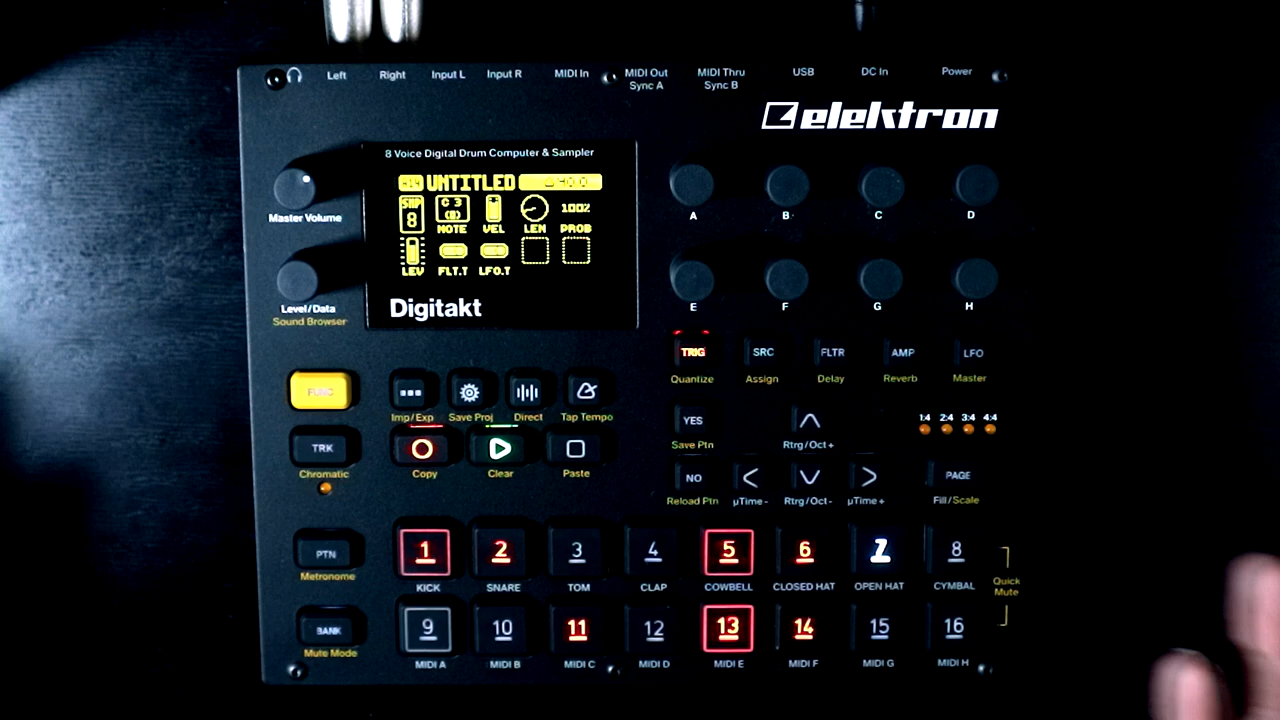 Left Right Input L Input R MIDI In MIDI Out MIDI Thru USB DC In Power
Sync A Sync B
elektron
8 Voice Digital Drum Computer & Sampler
UNTITLED
SMP C 3 100%
8 (8)
NOTE VEL LEN PROB
LEV FLT.T LFO.T
Digitakt
Master Volume
A B C D
Level/Data
Sound Browser
E F G H
TRIG SRC FLTR AMP LFO
Quantize Assign Delay Reverb Master
FUNC
Imp/Exp Save Proj Direct Tap Tempo
YES
1:4 2:4 3:4 4:4
Save Ptn Rtrg/Oct+
TRK
Chromatic Copy Clear Paste
NO PAGE
Reload Ptn µTime- Rtrg/Oct- µTime+ Fill/Scale
PTN 1 2 3 4 5 6 7 8
Metronome KICK SNARE TOM CLAP COWBELL CLOSED HAT OPEN HAT CYMBAL
Quick
Mute
BANK 9 10 11 12 13 14 15 16
Mute Mode MIDI A MIDI B MIDI C MIDI D MIDI E MIDI F MIDI G MIDI H